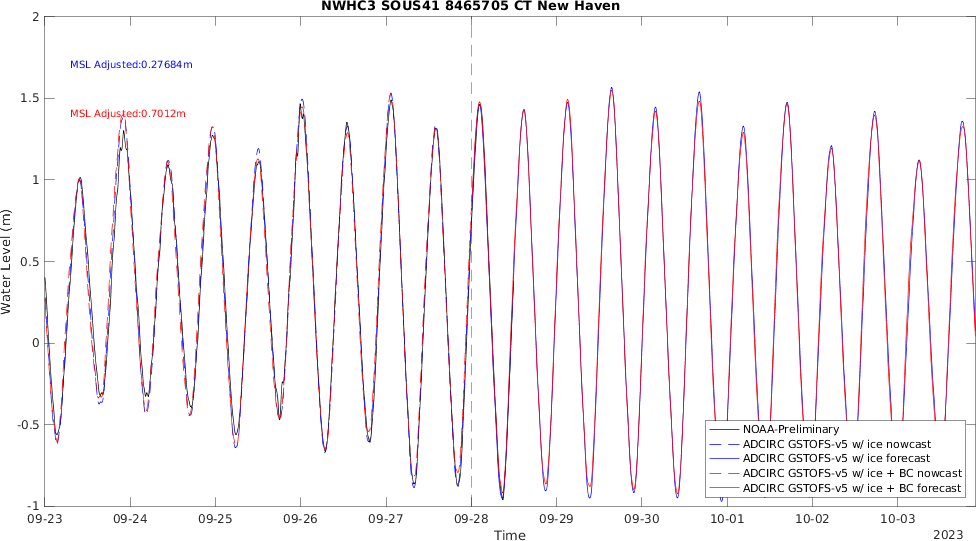 NWHC3 SOUS41 8465705 CT New Haven
2
1.5
1
0.5
0
-0.5
-1
Water Level (m)
MSL Adjusted:0.27684m
MSL Adjusted:0.7012m
NOAA-Preliminary
ADCIRC GSTOFS-v5 w/ ice nowcast
ADCIRC GSTOFS-v5 w/ ice forecast
ADCIRC GSTOFS-v5 w/ ice + BC nowcast
ADCIRC GSTOFS-v5 w/ ice + BC forecast
09-23 09-24 09-25 09-26 09-27 09-28 09-29 09-30 10-01 10-02 10-03
Time
2023